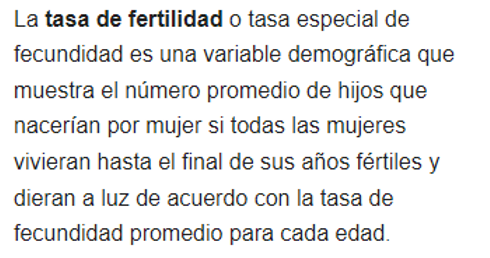 La tasa de fertilidad o tasa especial de
fecundidad es una variable demográfica que
muestra el número promedio de hijos que
nacerían por mujer si todas las mujeres
vivieran hasta el final de sus años fértiles y
dieran a luz de acuerdo con la tasa de
fecundidad promedio para cada edad.